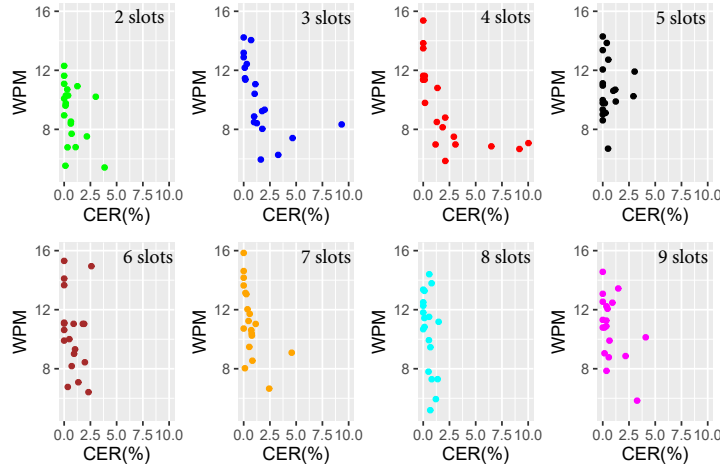 2 slots
3 slots
4 slots
5 slots
WPM
16
12
8
0.0
2.5
5.0
7.5
10.0
CER(%)
WPM
16
12
8
0.0
2.5
5.0
7.5
10.0
CER(%)
WPM
16
12
8
0.0
2.5
5.0
7.5
10.0
CER(%)
WPM
16
12
8
0.0
2.5
5.0
7.5
10.0
CER(%)
6 slots
7 slots
8 slots
9 slots
WPM
16
12
8
0.0
2.5
5.0
7.5
10.0
CER(%)
WPM
16
12
8
0.0
2.5
5.0
7.5
10.0
CER(%)
WPM
16
12
8
0.0
2.5
5.0
7.5
10.0
CER(%)
WPM
16
12
8
0.0
2.5
5.0
7.5
10.0
CER(%)